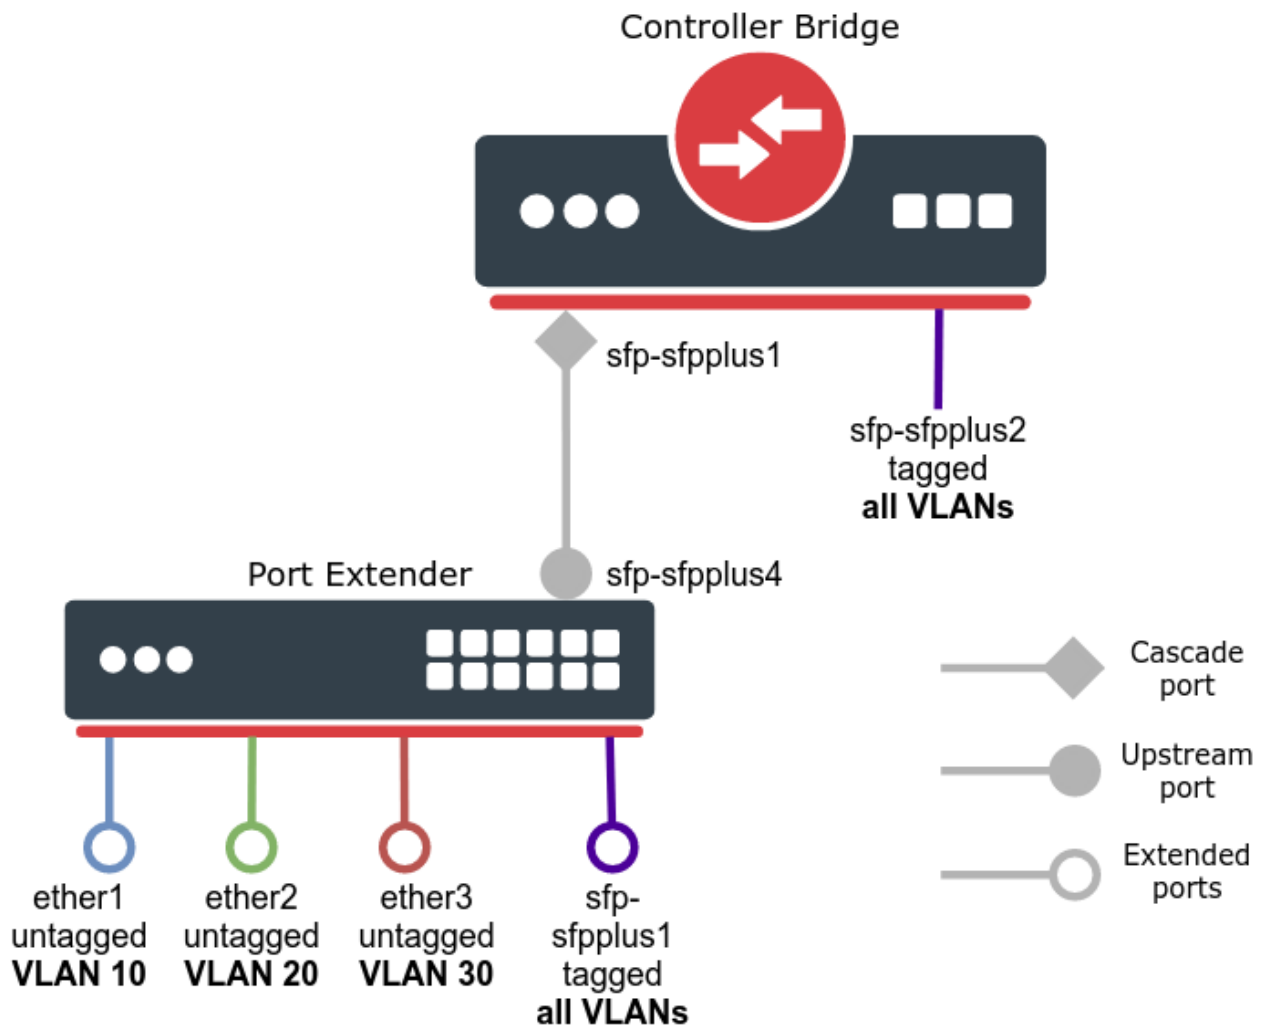 Controller Bridge
sfp-sfpplus1
sfp-sfpplus2
tagged
all VLANs
Port Extender
sfp-sfpplus4
Cascade
port
Upstream
port
Extended
ports
ether1
untagged
VLAN 10
ether2
untagged
VLAN 20
ether3
untagged
VLAN 30
sfp-
sfpplus1
tagged
all VLANs